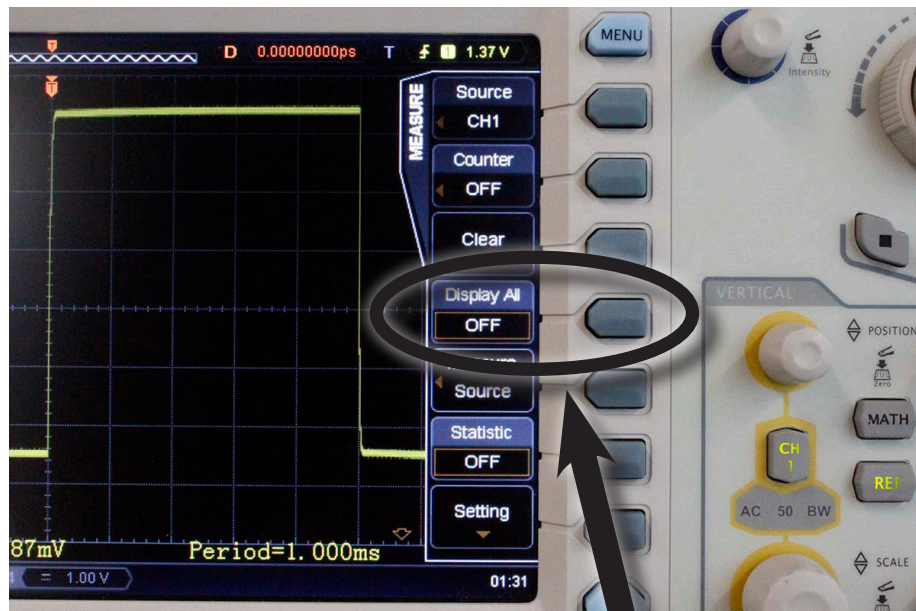 T
D 0.00000000ps T 1 1.37 V
T
MEASURE
Source
CH1
Counter
OFF
Clear
Display All
OFF
Source
Statistic
OFF
Setting
87mV Period=1.000ms
1.00 V
01:31
MENU
Intensity
VERTICAL
POSITION
Zero
MATH
CH
1
REF
AC 50 BW
SCALE